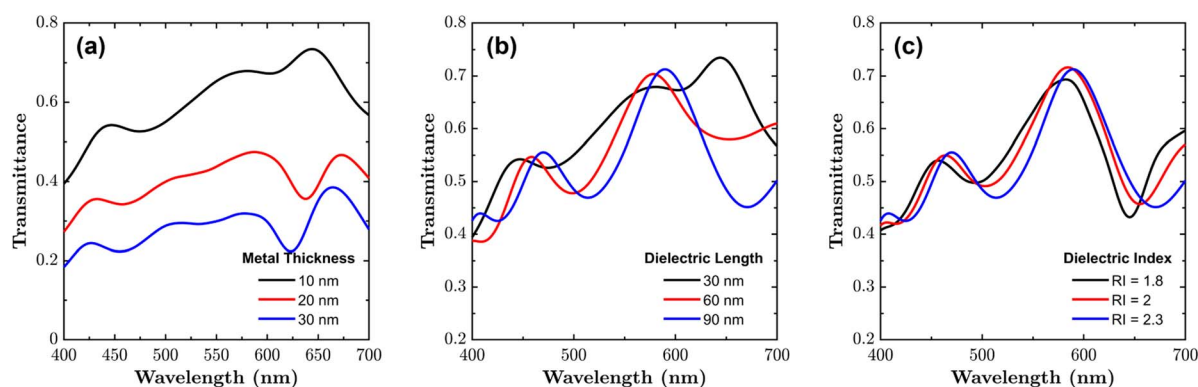 (a)
0.8
0.6
0.4
0.2
0
Transmittance
Metal Thickness
10 nm
20 nm
30 nm
400 450 500 550 600 650 700
Wavelength (nm)
(b)
0.8
0.7
0.6
0.5
0.4
0.3
0.2
Transmittance
Dielectric Length
30 nm
60 nm
90 nm
400 500 600 700
Wavelength (nm)
(c)
0.8
0.7
0.6
0.5
0.4
0.3
0.2
Transmittance
Dielectric Index
RI = 1.8
RI = 2
RI = 2.3
400 500 600 700
Wavelength (nm)